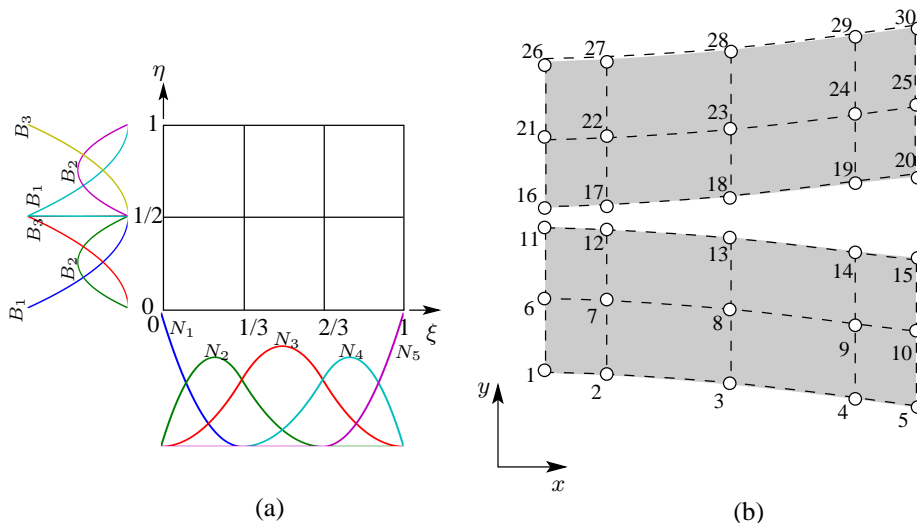 η
1
1/2
0
B₃
B₂
B₁
B₃
B₂
B₁
0
1/3
2/3
1
ξ
N₁
N₂
N₃
N₄
N₅
(a)
26
27
28
29
30
21
22
23
24
25
16
17
18
19
20
11
12
13
14
15
6
7
8
9
10
1
2
3
4
5
y
x
(b)